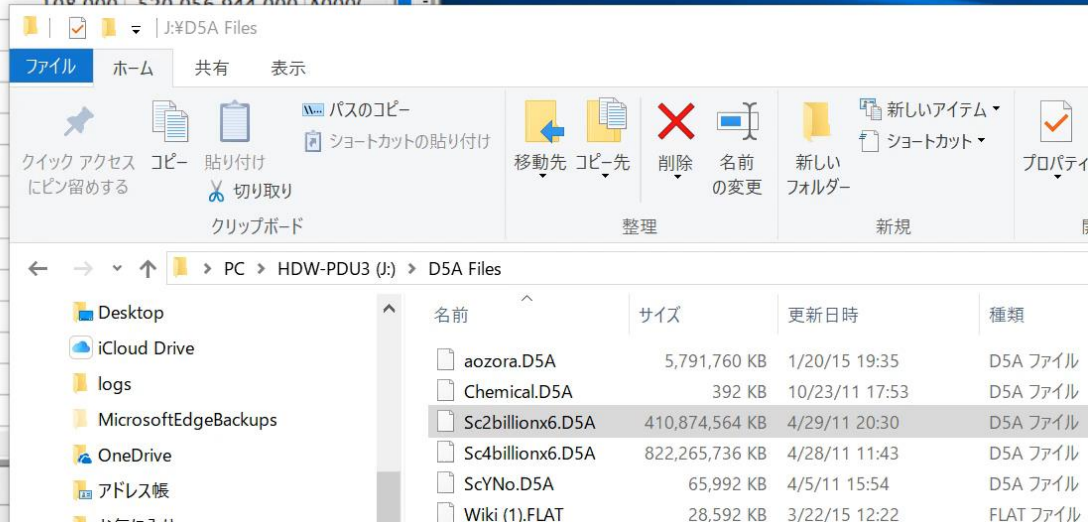 J:¥D5A Files
ファイル ホーム 共有 表示
クイック アクセス
にピン留めする
コピー
貼り付け
パスのコピー
ショートカットの貼り付け
切り取り
クリップボード
移動先
コピー先
削除
名前
の変更
整理
新しい
フォルダー
新しいアイテム
ショートカット
新規
プロパティ
PC > HDW-PDU3 (J:) > D5A Files
Desktop
iCloud Drive
logs
MicrosoftEdgeBackups
OneDrive
アドレス帳
名前 サイズ 更新日時 種類
aozora.D5A 5,791,760 KB 1/20/15 19:35 D5A ファイル
Chemical.D5A 392 KB 10/23/11 17:53 D5A ファイル
Sc2billionx6.D5A 410,874,564 KB 4/29/11 20:30 D5A ファイル
Sc4billionx6.D5A 822,265,736 KB 4/28/11 11:43 D5A ファイル
ScYNo.D5A 65,992 KB 4/5/11 15:54 D5A ファイル
Wiki (1).FLAT 28,592 KB 3/22/15 12:22 FLAT ファイル